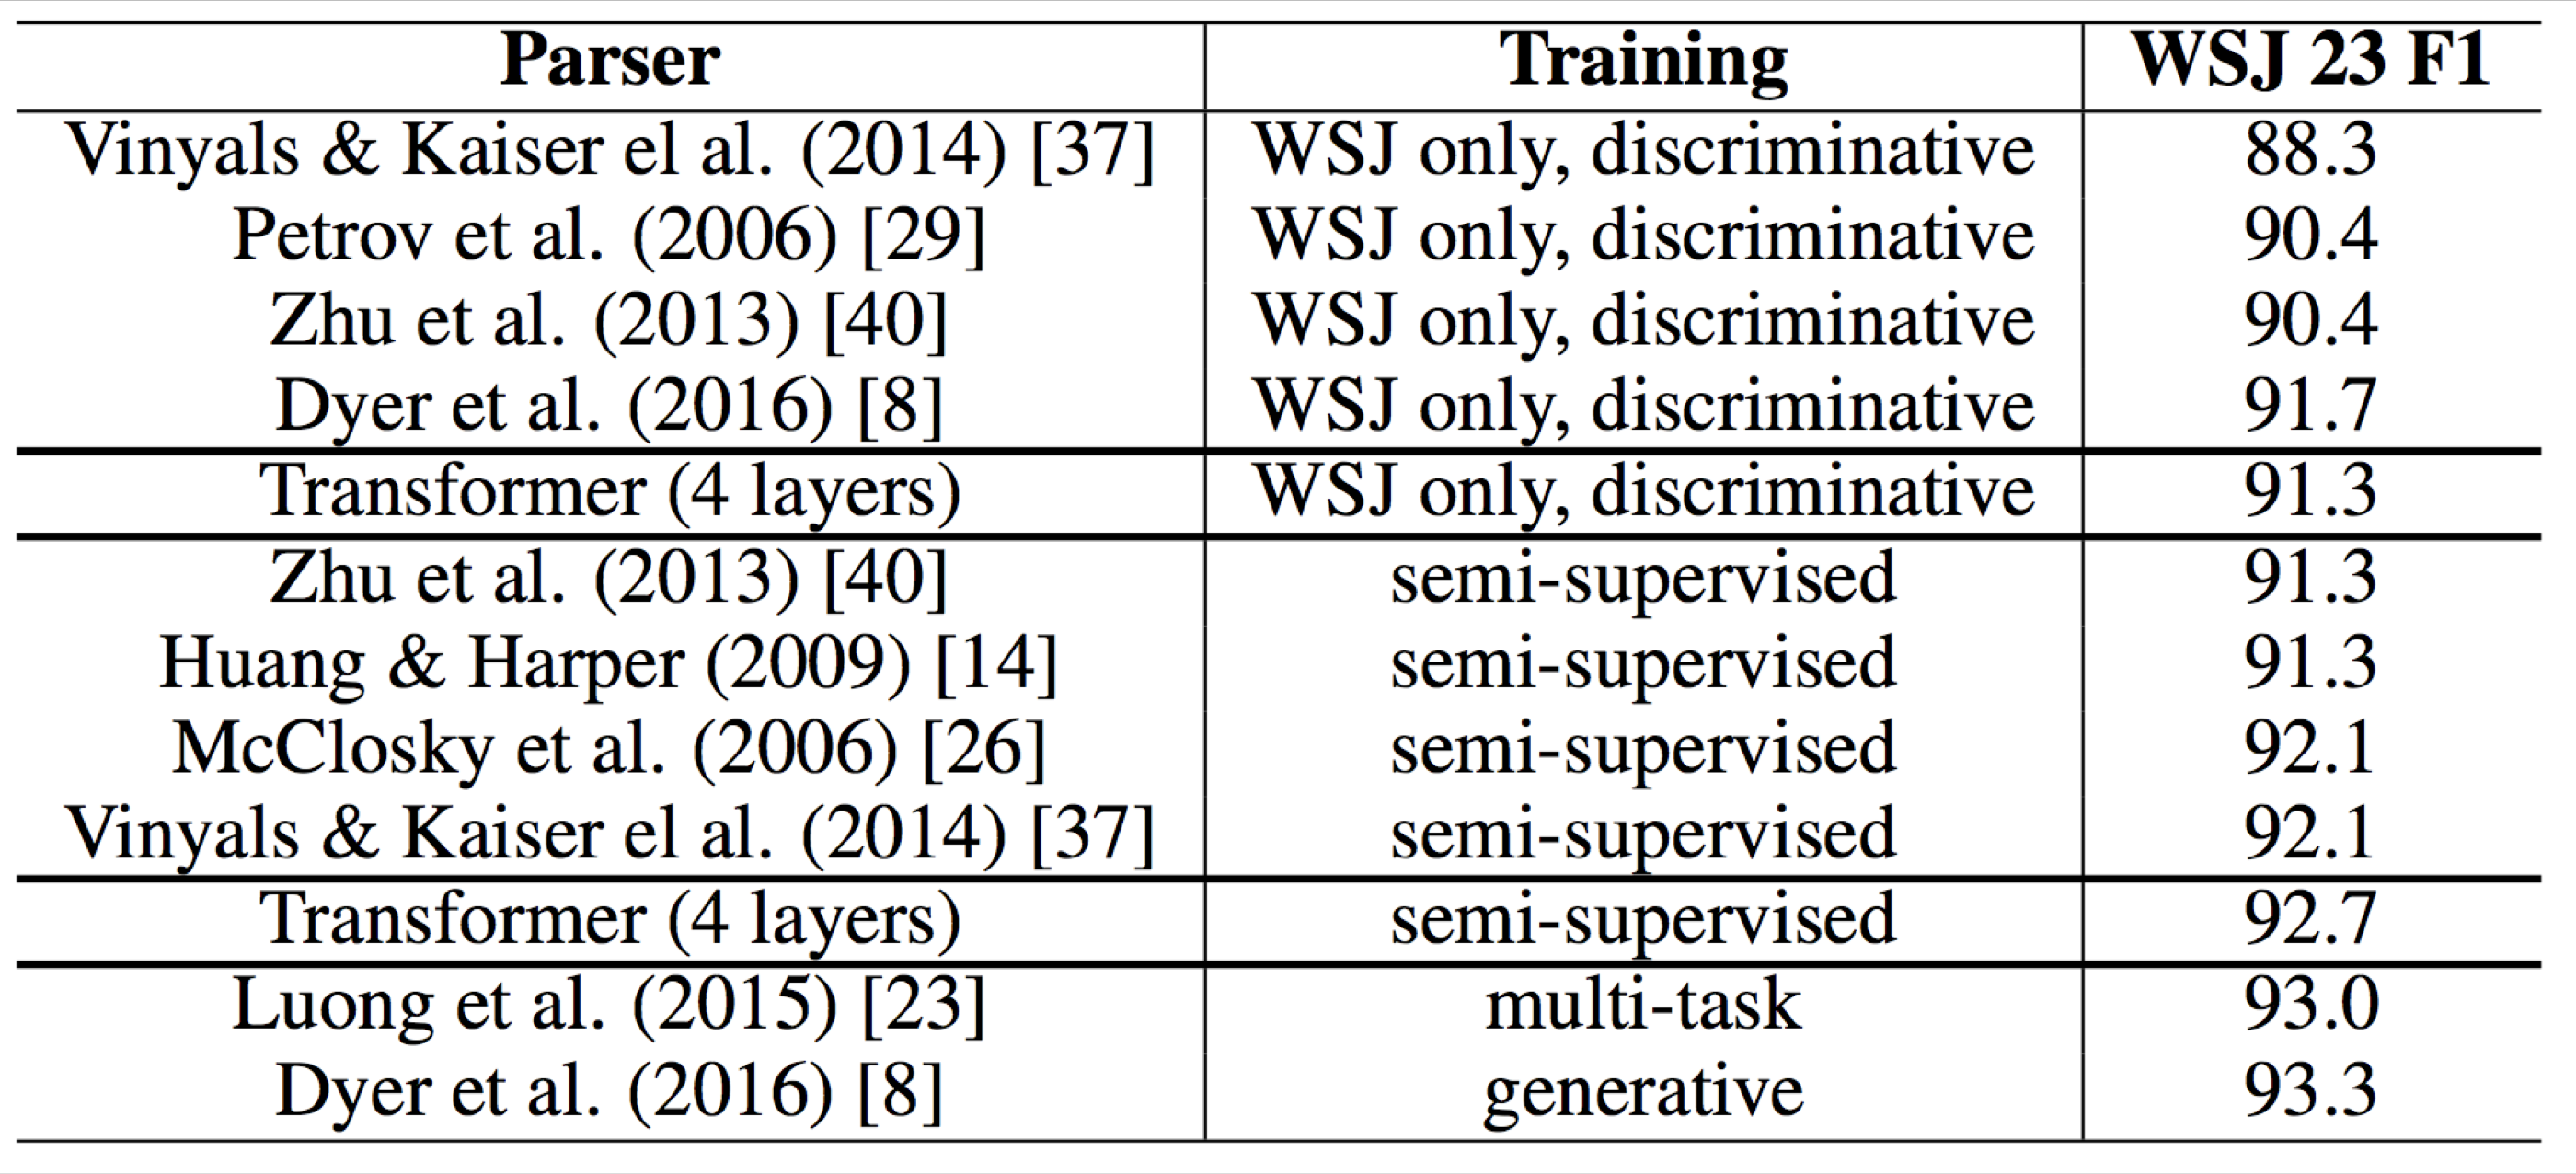 Parser Training WSJ 23 F1
Vinyals & Kaiser el al. (2014) [37] WSJ only, discriminative 88.3
Petrov et al. (2006) [29] WSJ only, discriminative 90.4
Zhu et al. (2013) [40] WSJ only, discriminative 90.4
Dyer et al. (2016) [8] WSJ only, discriminative 91.7
Transformer (4 layers) WSJ only, discriminative 91.3
Zhu et al. (2013) [40] semi-supervised 91.3
Huang & Harper (2009) [14] semi-supervised 91.3
McClosky et al. (2006) [26] semi-supervised 92.1
Vinyals & Kaiser el al. (2014) [37] semi-supervised 92.1
Transformer (4 layers) semi-supervised 92.7
Luong et al. (2015) [23] multi-task 93.0
Dyer et al. (2016) [8] generative 93.3